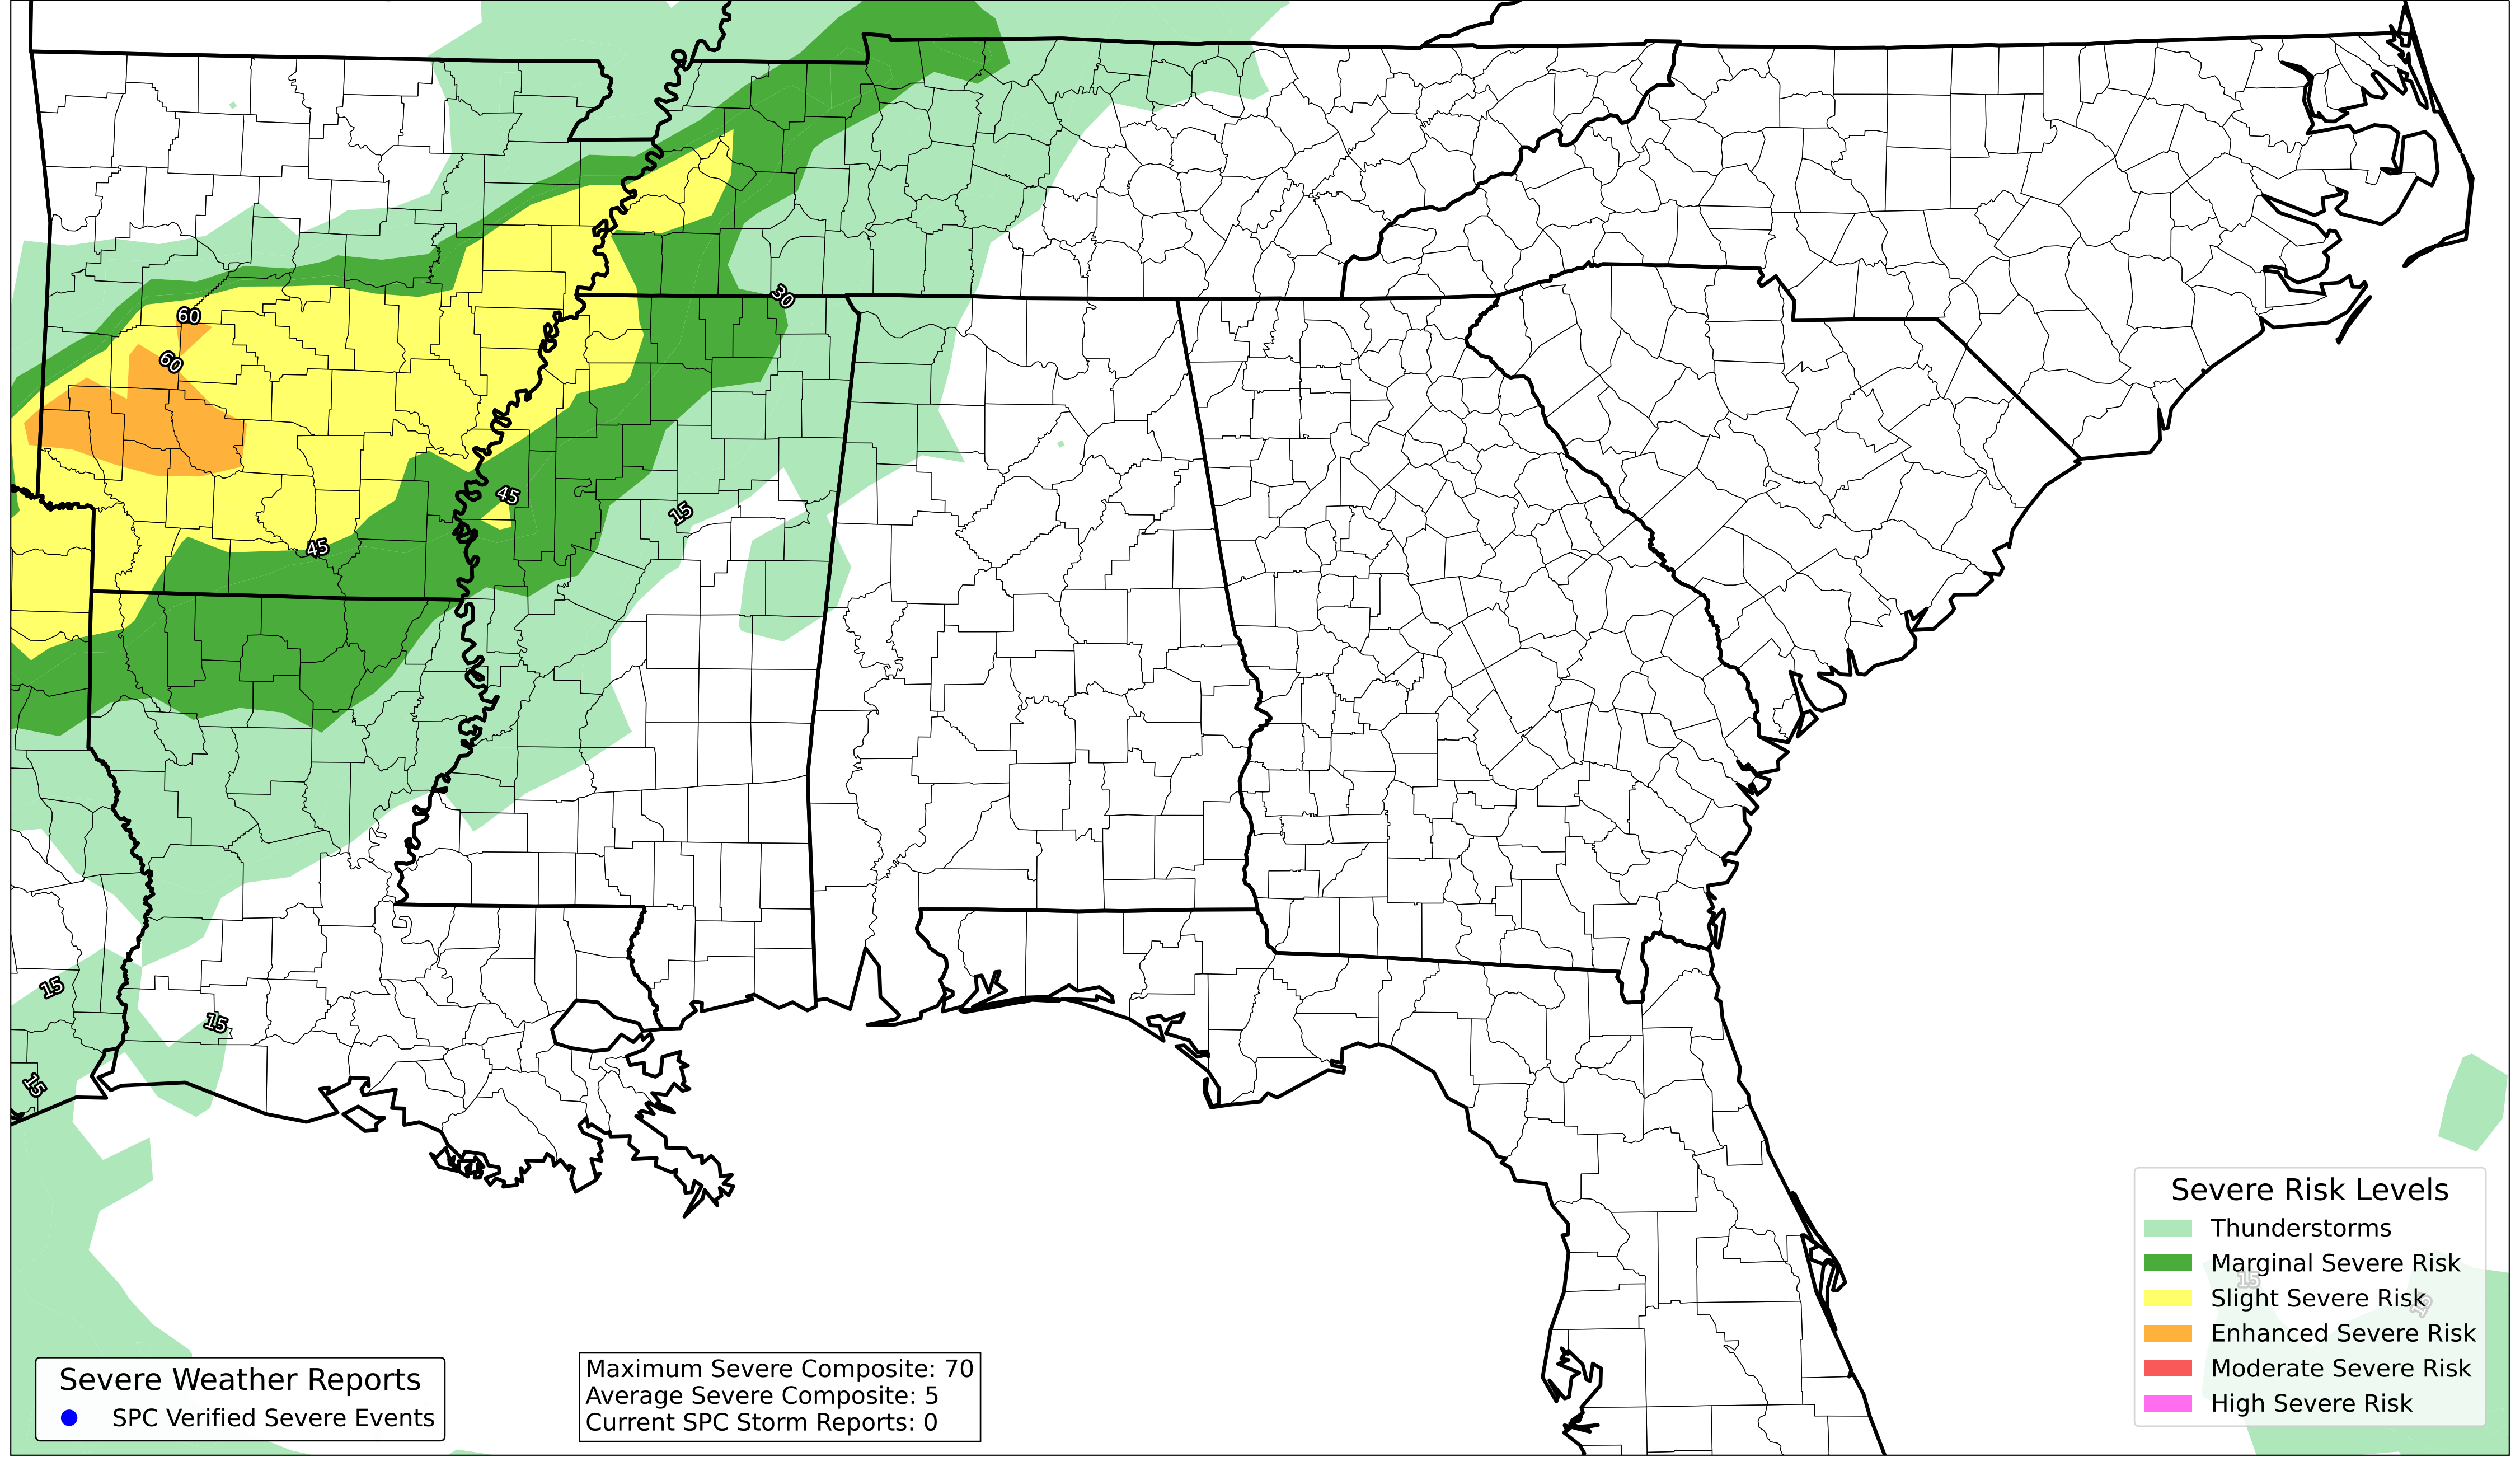 30
60
60
45
15
45
15
15
15
Severe Risk Levels
Thunderstorms
15
Marginal Severe Risk
Slight Severe Risk
15
Enhanced Severe Risk
Moderate Severe Risk
High Severe Risk
Severe Weather Reports
SPC Verified Severe Events
Maximum Severe Composite: 70
Average Severe Composite: 5
Current SPC Storm Reports: 0